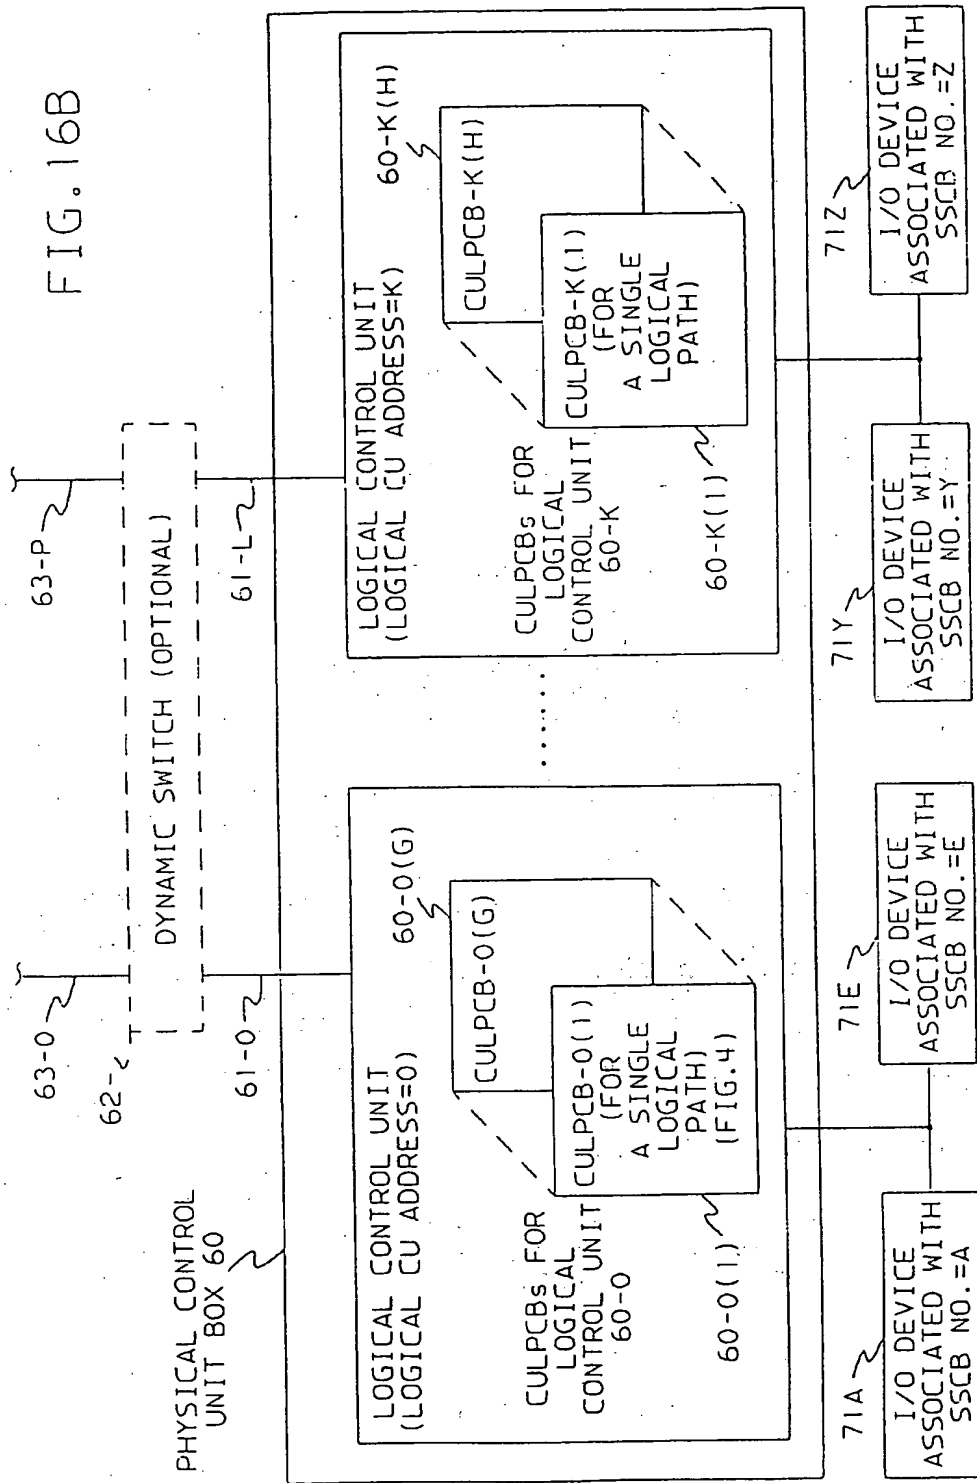 FIG.16B
63-0
63-P
62
DYNAMIC SWITCH (OPTIONAL)
61-0
61-L
PHYSICAL CONTROL
UNIT BOX 60
LOGICAL CONTROL UNIT
(LOGICAL CU ADDRESS=0)
60-0(G)
CULPCB-0(G)
CULPCBs FOR
LOGICAL
CONTROL UNIT
60-0
CULPCB-0(1)
(FOR
A SINGLE
LOGICAL
PATH)
(FIG.4)
60-0(1)
......
LOGICAL CONTROL UNIT
(LOGICAL CU ADDRESS=K)
60-K(H)
CULPCB-K(H)
CULPCBs FOR
LOGICAL
CONTROL UNIT
60-K
CULPCB-K(1)
(FOR
A SINGLE
LOGICAL
PATH)
60-K(1)
71A
I/O DEVICE
ASSOCIATED WITH
SSCB NO.=A
71E
I/O DEVICE
ASSOCIATED WITH
SSCB NO.=E
71Y
I/O DEVICE
ASSOCIATED WITH
SSCB NO.=Y
71Z
I/O DEVICE
ASSOCIATED WITH
SSCB NO.=Z